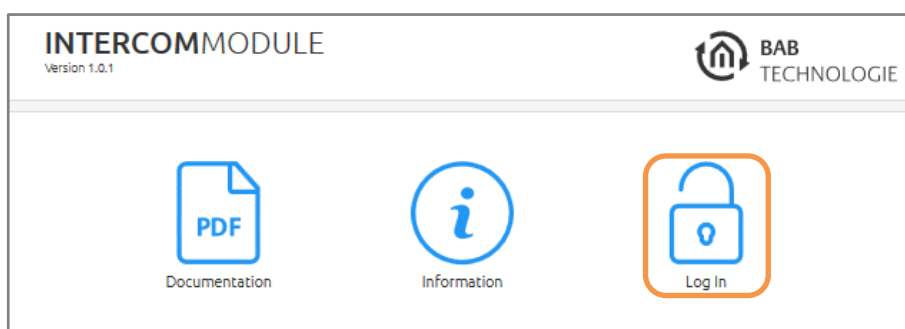 INTERCOMMODULE
Version 1.0.1
BAB
TECHNOLOGIE
PDF
i
Documentation
Information
Log In